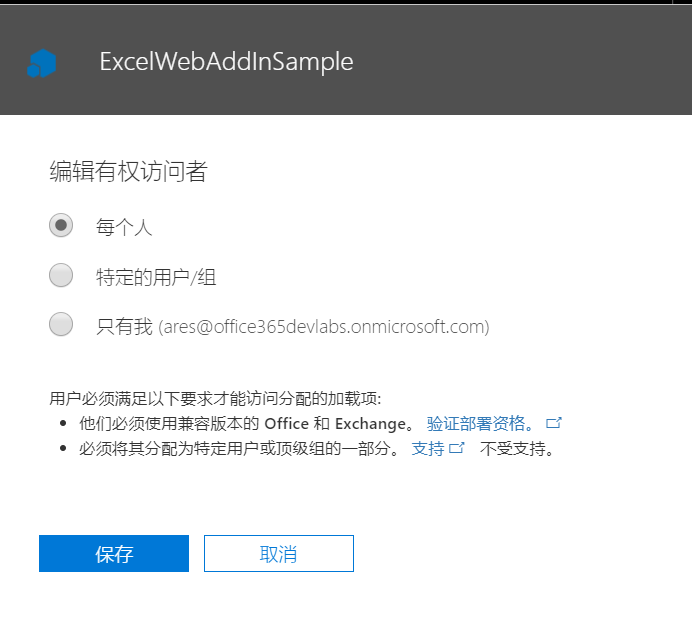 ExcelWebAddInSample
编辑有权访问者
每个人
特定的用户/组
只有我 (ares@office365devlabs.onmicrosoft.com)
用户必须满足以下要求才能访问分配的加载项:
• 他们必须使用兼容版本的 Office 和 Exchange。 验证部署资格。
• 必须将其分配为特定用户或顶级组的一部分。 支持 不受支持。
保存 取消